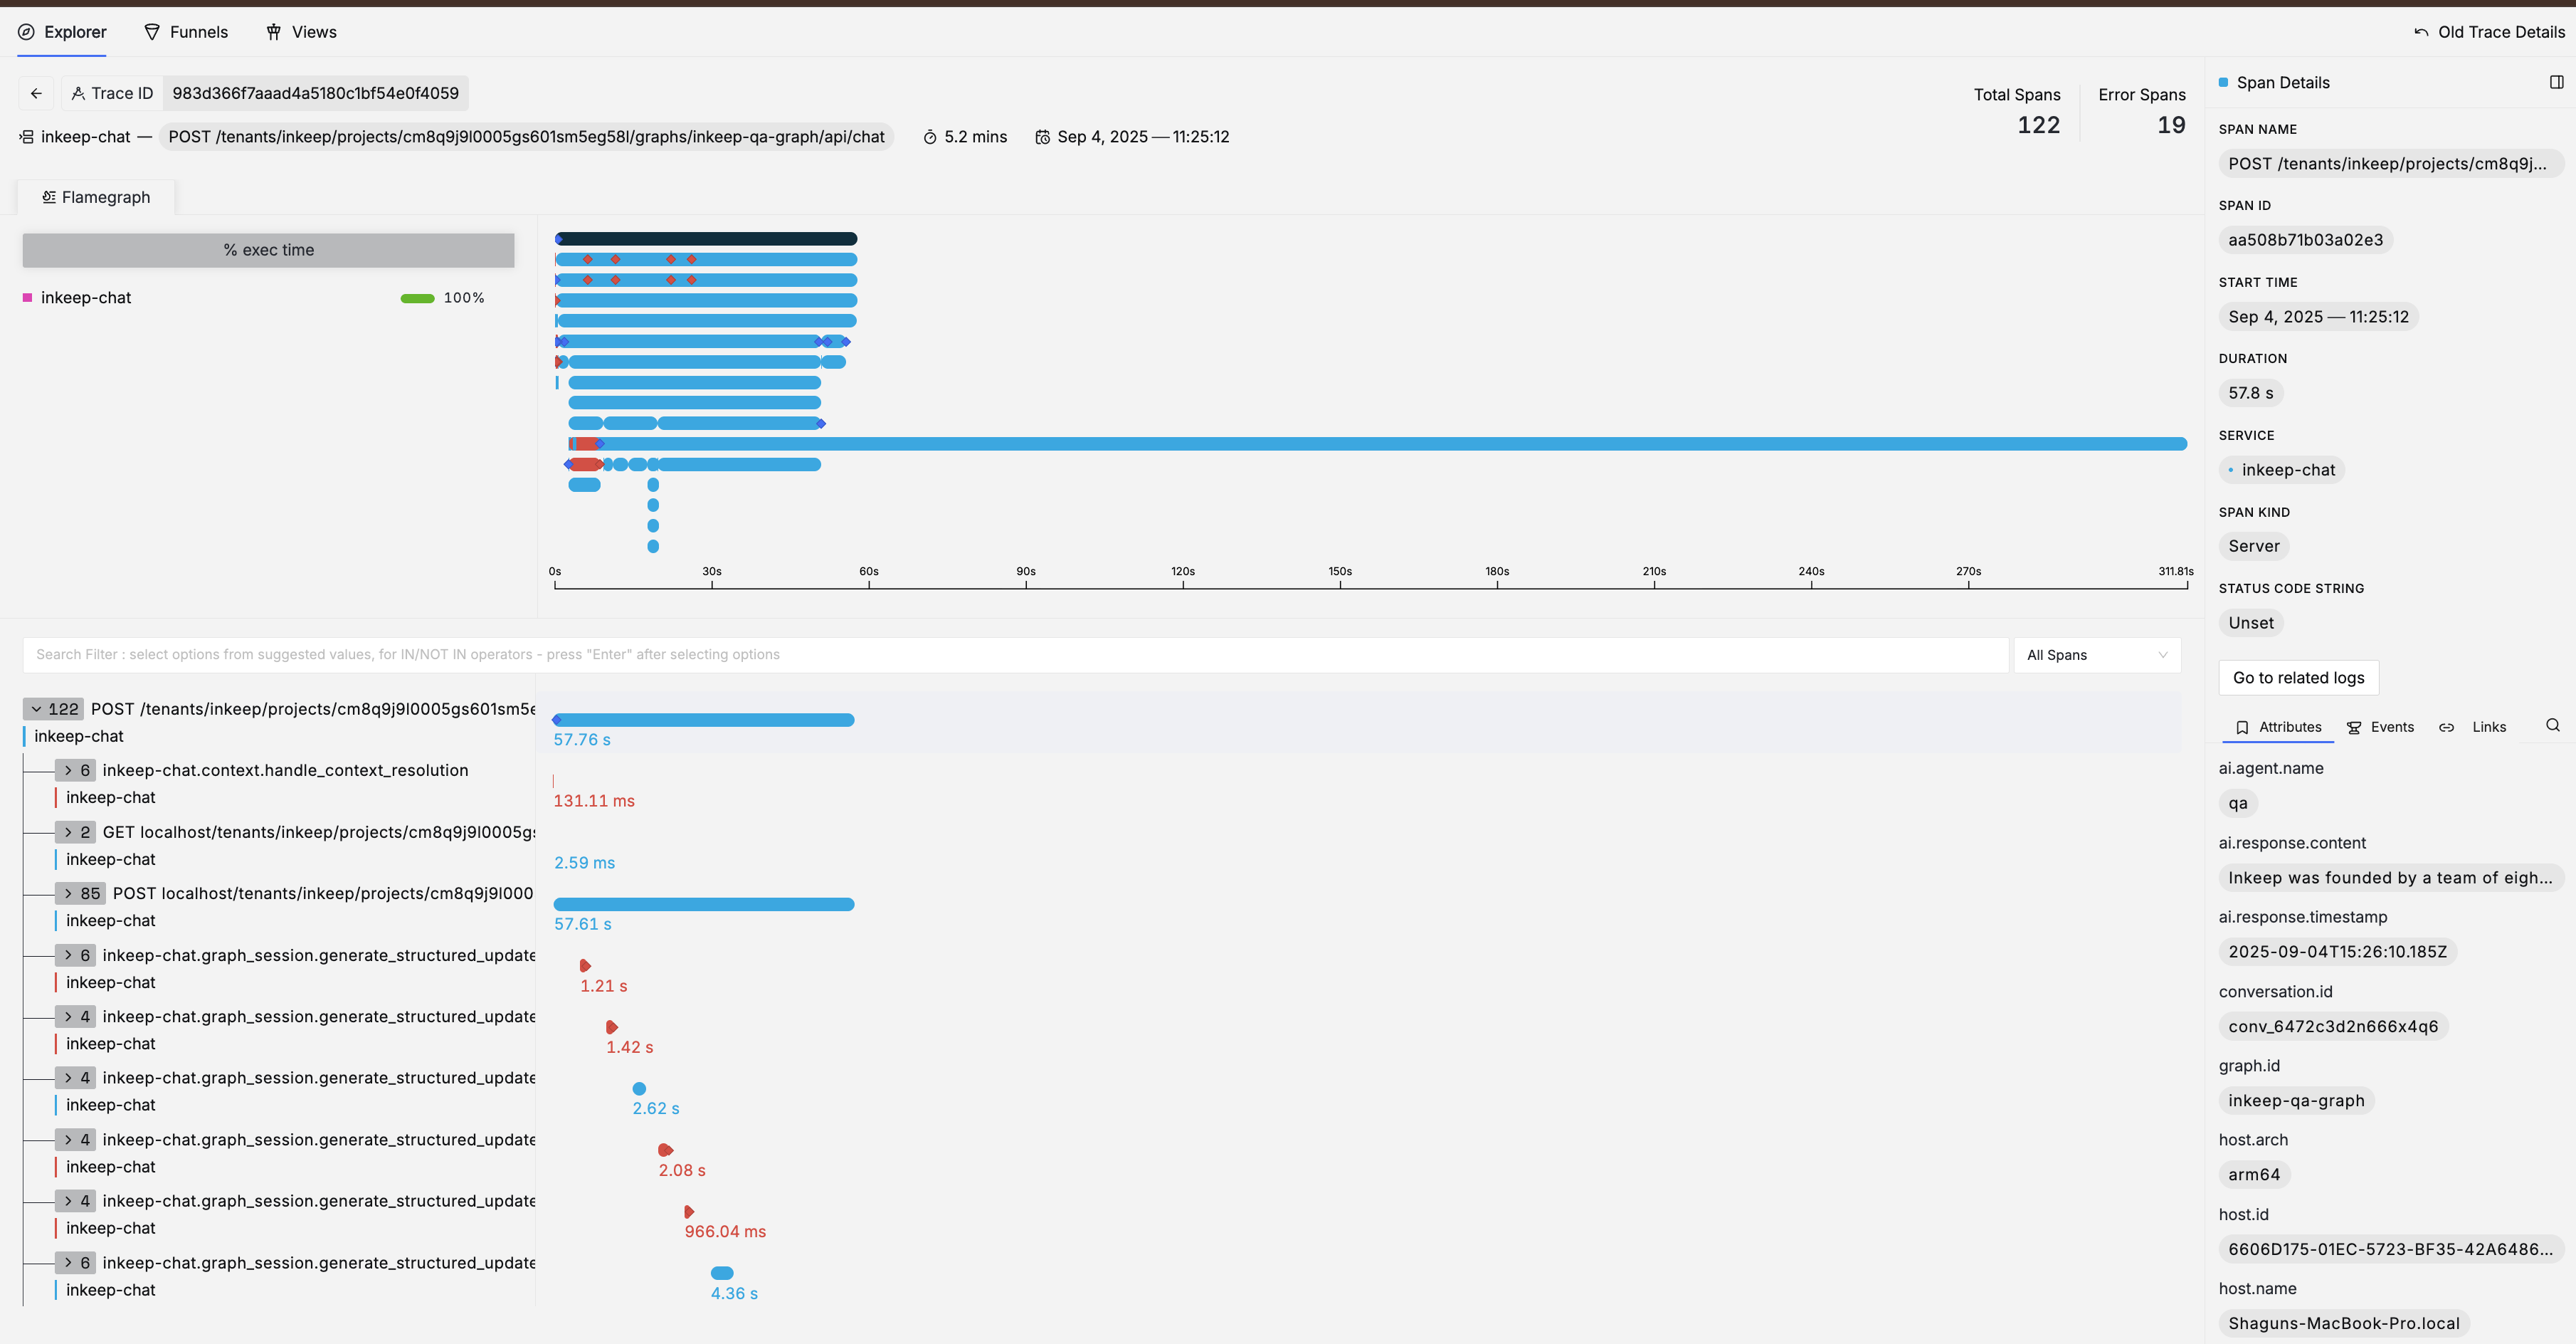 Explorer
Funnels
Views
Old Trace Details
Trace ID 983d366f7aaad4a5180c1bf54e0f4059
inkeep-chat — POST /tenants/inkeep/projects/cm8q9j9l0005gs601sm5eg58l/graphs/inkeep-qa-graph/api/chat 5.2 mins Sep 4, 2025 — 11:25:12
Total Spans
122
Error Spans
19
Flamegraph
% exec time
inkeep-chat 100%
0s 30s 60s 90s 120s 150s 180s 210s 240s 270s 311.81s
Search Filter : select options from suggested values, for IN/NOT IN operators - press "Enter" after selecting options
All Spans
122 POST /tenants/inkeep/projects/cm8q9j9l0005gs601sm5e
inkeep-chat
57.76 s
6 inkeep-chat.context.handle_context_resolution
inkeep-chat
131.11 ms
2 GET localhost/tenants/inkeep/projects/cm8q9j9l0005gs
inkeep-chat
2.59 ms
85 POST localhost/tenants/inkeep/projects/cm8q9j9l000
inkeep-chat
57.61 s
6 inkeep-chat.graph_session.generate_structured_update
inkeep-chat
1.21 s
4 inkeep-chat.graph_session.generate_structured_update
inkeep-chat
1.42 s
4 inkeep-chat.graph_session.generate_structured_update
inkeep-chat
2.62 s
4 inkeep-chat.graph_session.generate_structured_update
inkeep-chat
2.08 s
4 inkeep-chat.graph_session.generate_structured_update
inkeep-chat
966.04 ms
6 inkeep-chat.graph_session.generate_structured_update
inkeep-chat
4.36 s
Span Details
SPAN NAME
POST /tenants/inkeep/projects/cm8q9j...
SPAN ID
aa508b71b03a02e3
START TIME
Sep 4, 2025 — 11:25:12
DURATION
57.8 s
SERVICE
inkeep-chat
SPAN KIND
Server
STATUS CODE STRING
Unset
Go to related logs
Attributes
Events
Links
ai.agent.name
qa
ai.response.content
Inkeep was founded by a team of eigh...
ai.response.timestamp
2025-09-04T15:26:10.185Z
conversation.id
conv_6472c3d2n666x4q6
graph.id
inkeep-qa-graph
host.arch
arm64
host.id
6606D175-01EC-5723-BF35-42A6486...
host.name
Shaguns-MacBook-Pro.local